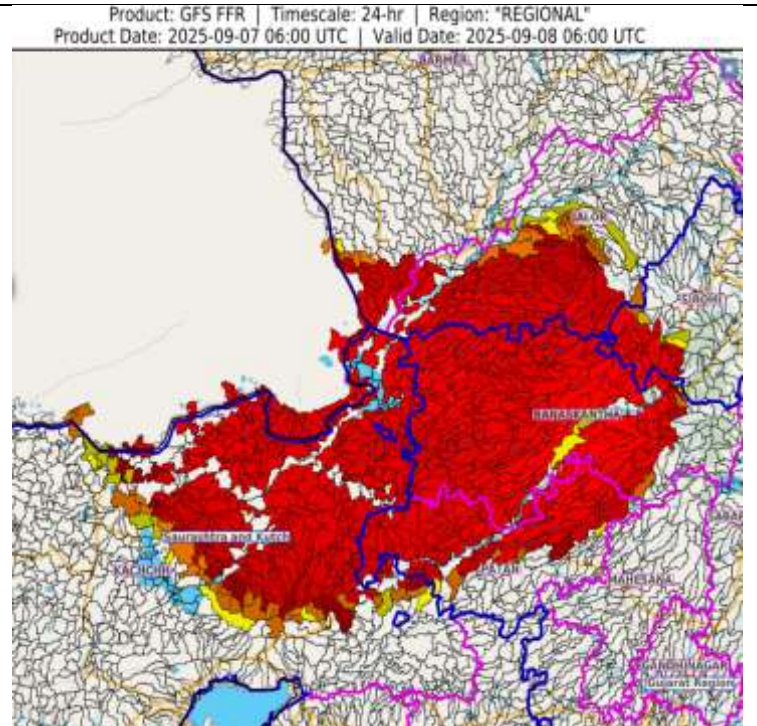 Product: GFS FFR | Timescale: 24-hr | Region: "REGIONAL"
Product Date: 2025-09-07 06:00 UTC | Valid Date: 2025-09-08 06:00 UTC
BARMER
JALOR
SIROHI
BANASKANTHA
Saurashtra and Kutch
KACHCHH
PATAN
MAHESANA
GANDHINAGAR
Gujarat Region